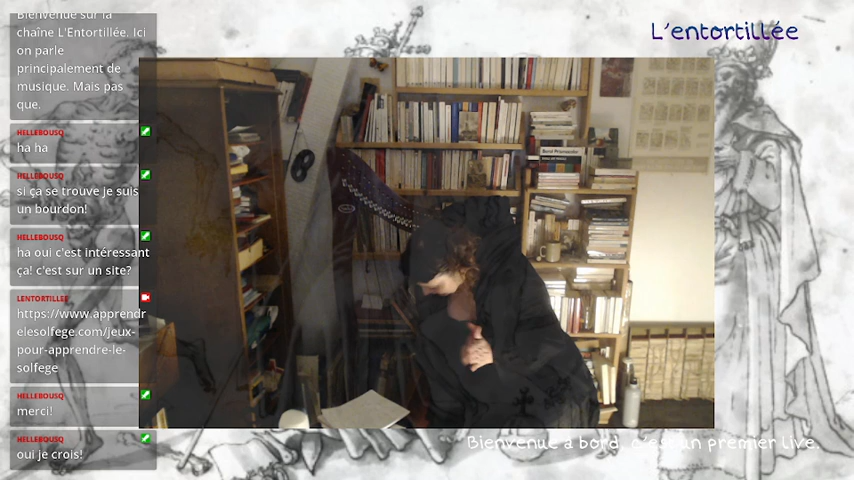 Bienvenue sur la
chaîne L'Entortillée. Ici
on parle
principalement de
musique. Mais pas
que.
HELLEBOUSQ
ha ha
HELLEBOUSQ
si ça se trouve je suis
un bourdon!
HELLEBOUSQ
ha oui c'est intéressant
ça! c'est sur un site?
LENTORTILLEE
https://www.apprendr
elesolfege.com/jeux-
pour-apprendre-le-
solfege
HELLEBOUSQ
merci!
HELLEBOUSQ
oui je crois!
L'entortillée
Bienvenue à bord, c'est un premier live.